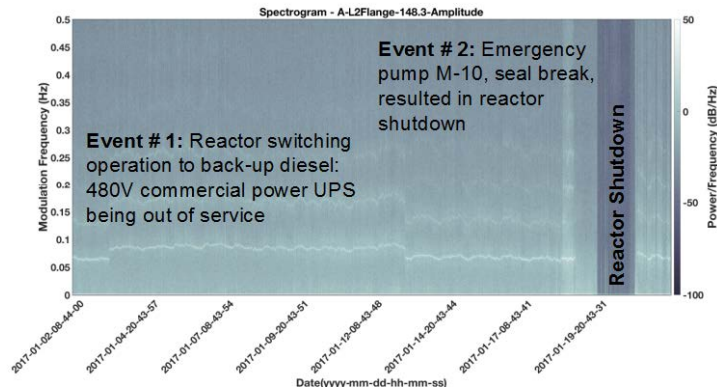 Spectrogram - A-L2Flange-148.3-Amplitude
0.5
0.45
0.4
0.35
0.3
0.25
0.2
0.15
0.1
0.05
0
Modulation Frequency (Hz)
Event # 1: Reactor switching
operation to back-up diesel:
480V commercial power UPS
being out of service
Event # 2: Emergency
pump M-10, seal break,
resulted in reactor
shutdown
Reactor Shutdown
50
0
-50
-100
Power/Frequency (dB/Hz)
2017-01-02-08-44-00
2017-01-04-20-43-57
2017-01-07-08-43-54
2017-01-09-20-43-51
2017-01-12-08-43-48
2017-01-14-20-43-44
2017-01-17-08-43-41
2017-01-19-20-43-31
Date(yyyy-mm-dd-hh-mm-ss)